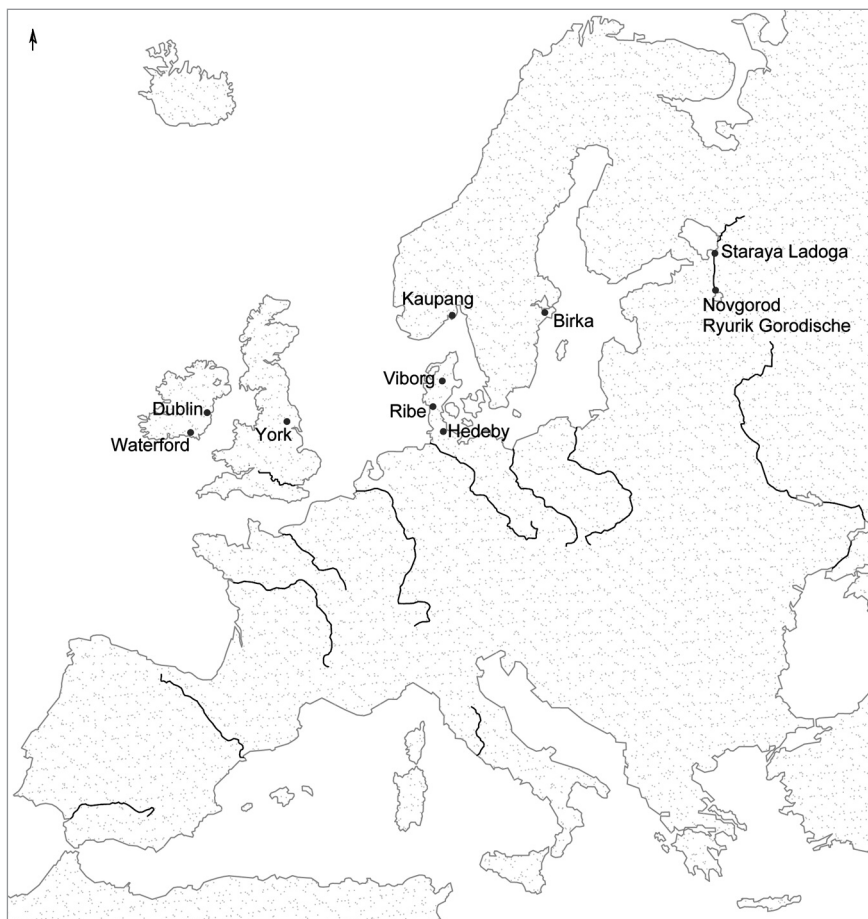 Staraya Ladoga
Kaupang
Novgorod
Ryurik Gorodische
Birka
Viborg
Dublin
Ribe
York
Hedeby
Waterford